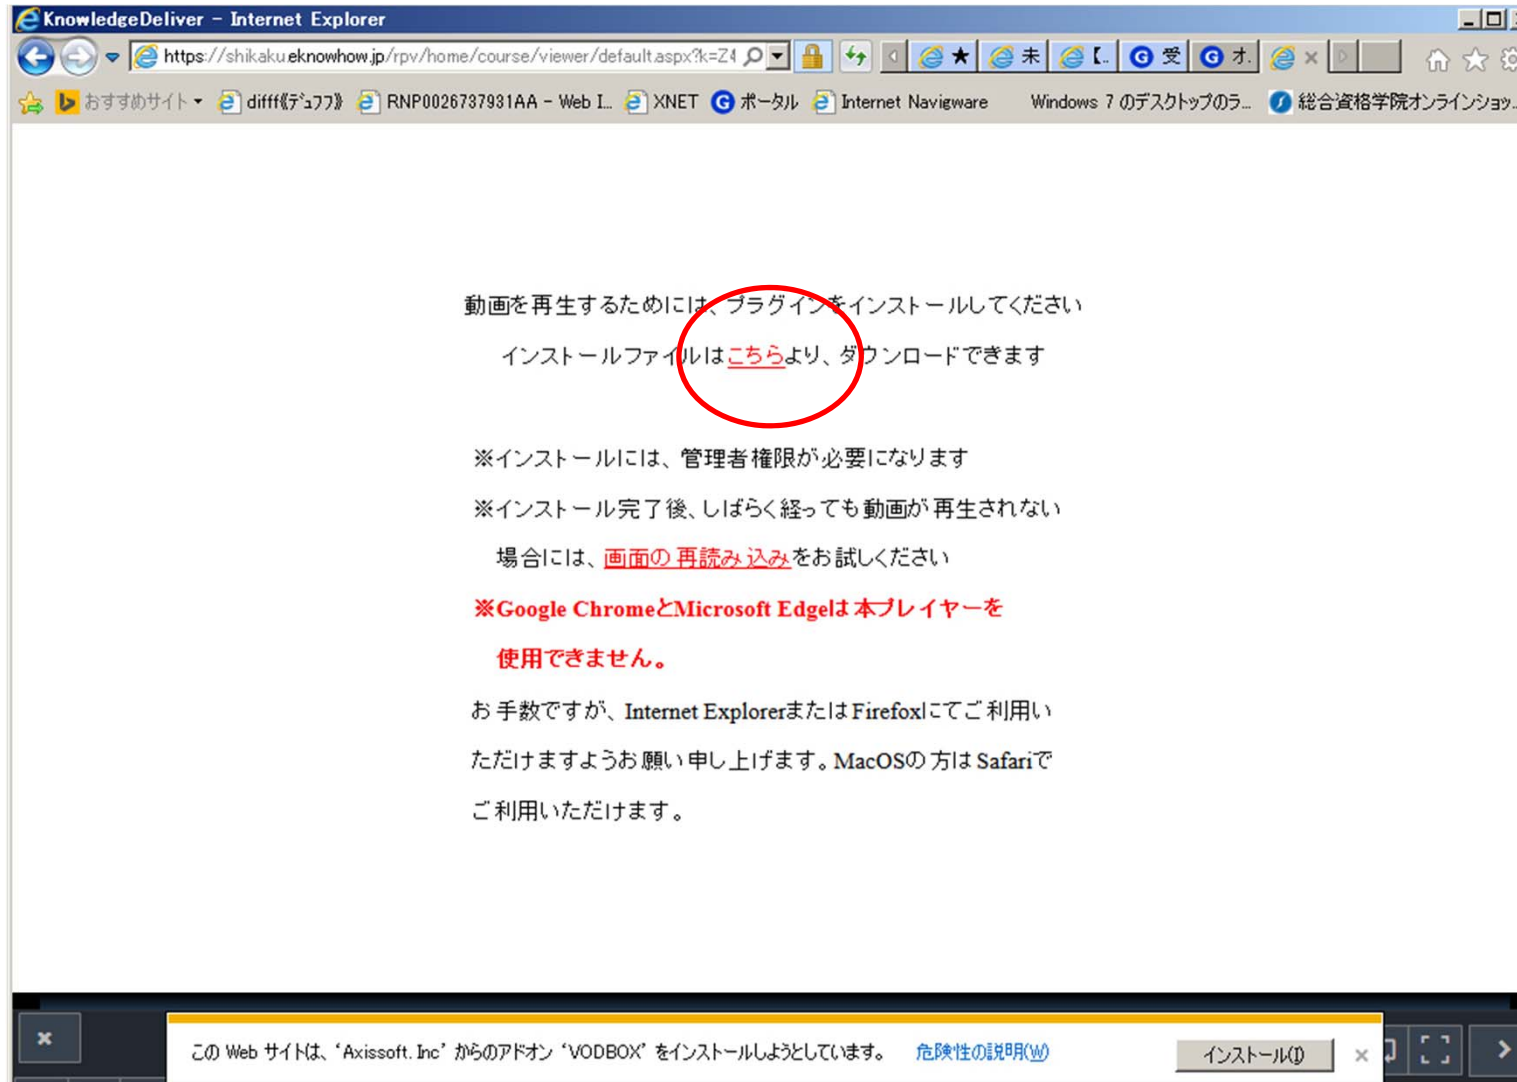 KnowledgeDeliver - Internet Explorer
https://shikaku.eknowhow.jp/rpv/home/course/viewer/default.aspx?k=Z4
★ 未 【. 受 オ.
おすすめサイト difff《ﾃﾞｭﾌﾌ》 RNP0026737931AA - Web I... XNET ポータル Internet Navigware Windows 7 のデスクトップのラ... 総合資格学院オンラインショッ...
動画を再生するためには、プラグインをインストールしてください
インストールファイルはこちらより、ダウンロードできます
※インストールには、管理者権限が必要になります
※インストール完了後、しばらく経っても動画が再生されない
場合には、画面の再読み込みをお試しください
※Google ChromeとMicrosoft Edgeは本プレイヤーを
使用できません。
お手数ですが、Internet ExplorerまたはFirefoxにてご利用い
ただけますようお願い申し上げます。MacOSの方はSafariで
ご利用いただけます。
この Web サイトは、'Axissoft. Inc' からのアドオン 'VODBOX' をインストールしようとしています。 危険性の説明(W) インストール(I)